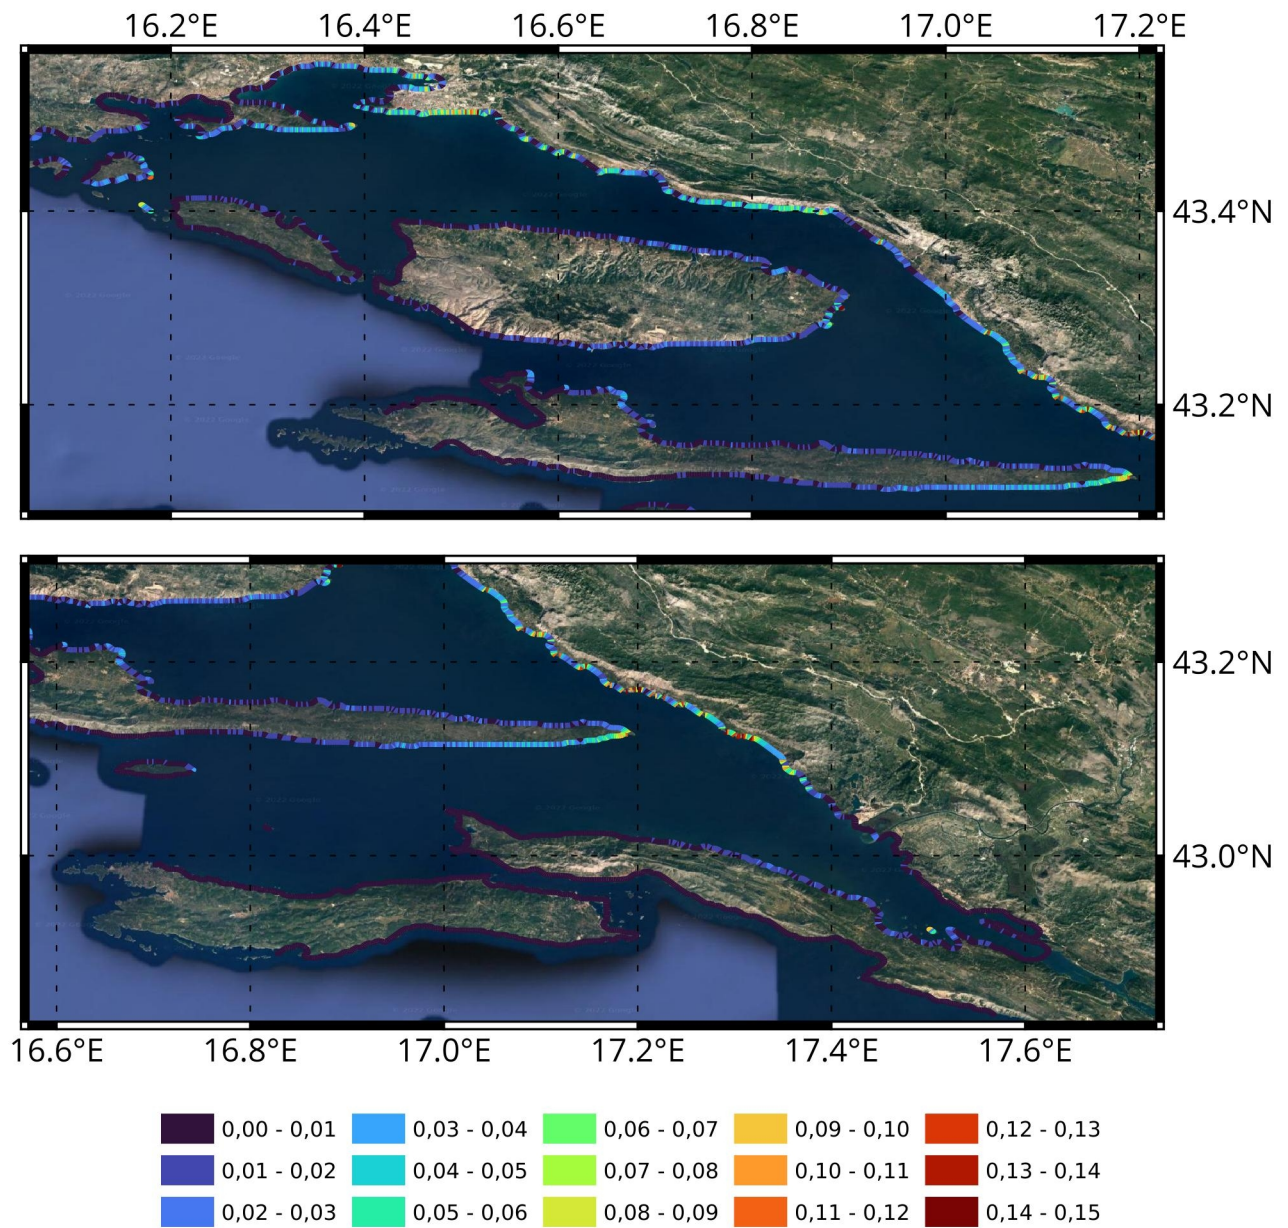 16.2°E 16.4°E 16.6°E 16.8°E 17.0°E 17.2°E
43.4°N
43.2°N
43.2°N
43.0°N
16.6°E 16.8°E 17.0°E 17.2°E 17.4°E 17.6°E
0,00 - 0,01 0,03 - 0,04 0,06 - 0,07 0,09 - 0,10 0,12 - 0,13
0,01 - 0,02 0,04 - 0,05 0,07 - 0,08 0,10 - 0,11 0,13 - 0,14
0,02 - 0,03 0,05 - 0,06 0,08 - 0,09 0,11 - 0,12 0,14 - 0,15